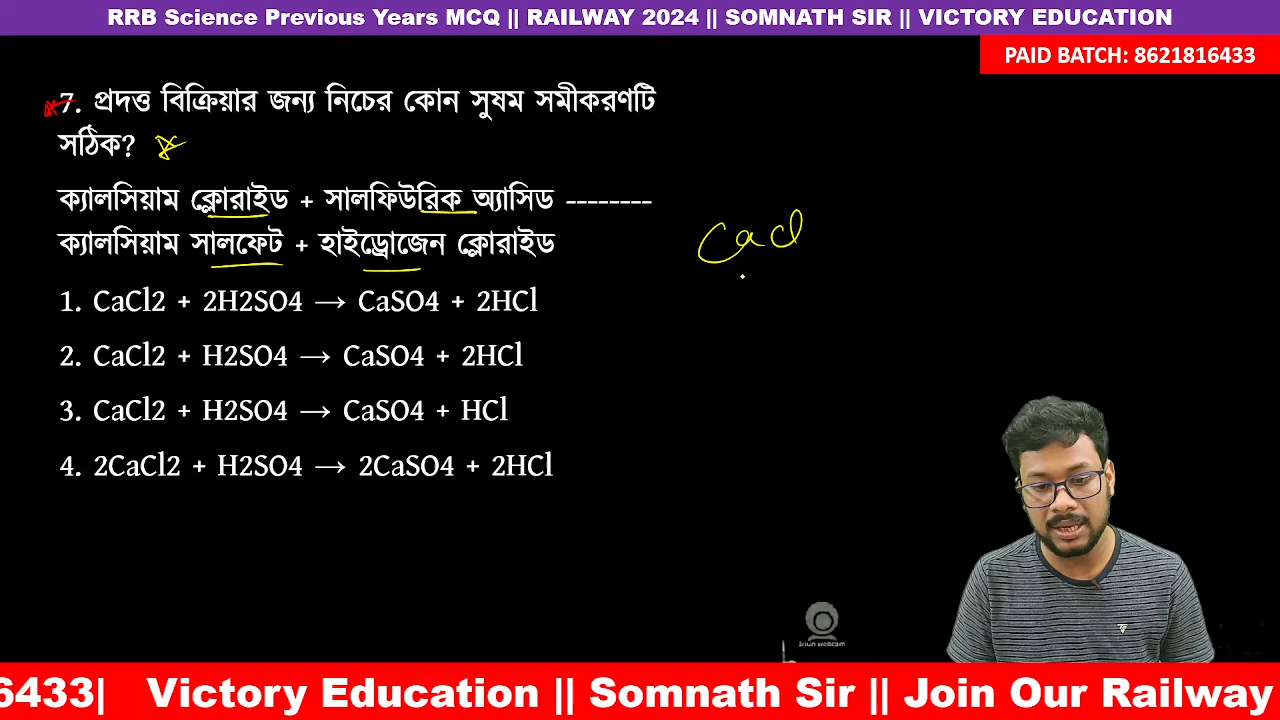 RRB Science Previous Years MCQ || RAILWAY 2024 || SOMNATH SIR || VICTORY EDUCATION
PAID BATCH: 8621816433
7. প্রদত্ত বিক্রিয়ার জন্য নিচের কোন সুষম সমীকরণটি
সঠিক?
ক্যালসিয়াম ক্লোরাইড + সালফিউরিক অ্যাসিড --------
ক্যালসিয়াম সালফেট + হাইড্রোজেন ক্লোরাইড
CaCl
1. CaCl2 + 2H2SO4 → CaSO4 + 2HCl
2. CaCl2 + H2SO4 → CaSO4 + 2HCl
3. CaCl2 + H2SO4 → CaSO4 + HCl
4. 2CaCl2 + H2SO4 → 2CaSO4 + 2HCl
Iriun webcam
6433| Victory Education || Somnath Sir || Join Our Railway